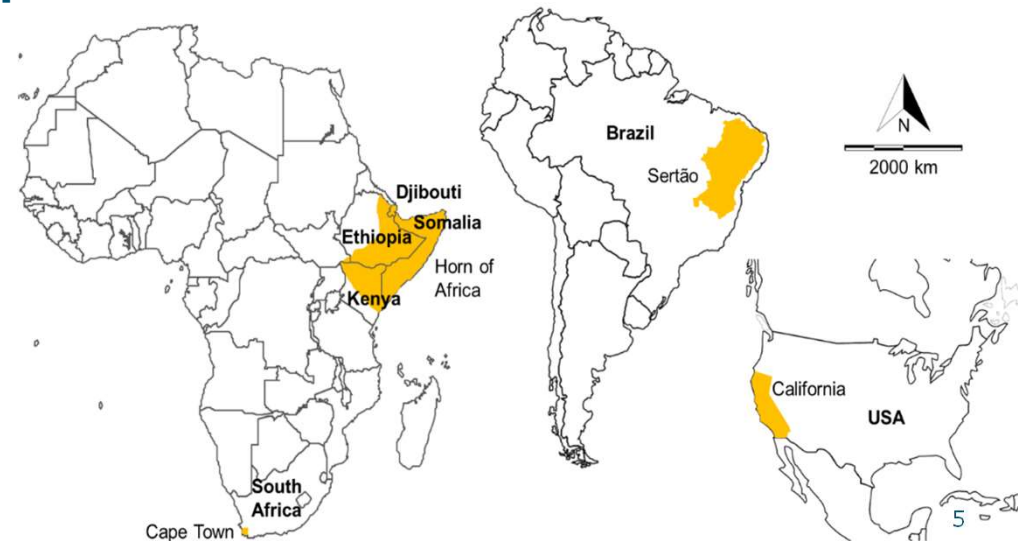 Djibouti
Somalia
Ethiopia
Horn of
Africa
Kenya
South
Africa
Cape Town
Brazil
Sertão
N
2000 km
California
USA
5